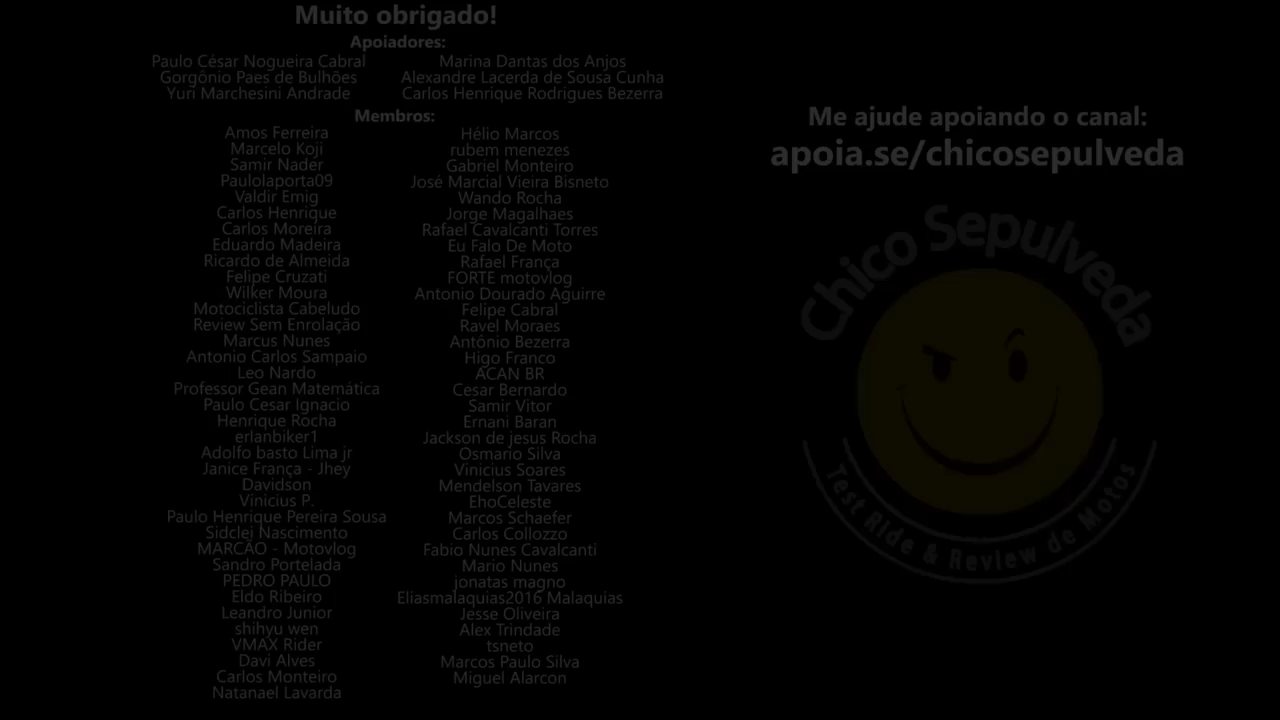 Muito obrigado!
Apoiadores:
Paulo César Nogueira Cabral
Gorgônio Paes de Bulhões
Yuri Marchesini Andrade
Marina Dantas dos Anjos
Alexandre Lacerda de Sousa Cunha
Carlos Henrique Rodrigues Bezerra
Membros:
Amos Ferreira
Marcelo Koji
Samir Nader
Paulolaporta09
Valdir Emig
Carlos Henrique
Carlos Moreira
Eduardo Madeira
Ricardo de Almeida
Felipe Cruzati
Wilker Moura
Motociclista Cabeludo
Review Sem Enrolação
Marcus Nunes
Antonio Carlos Sampaio
Leo Nardo
Professor Gean Matemática
Paulo Cesar Ignacio
Henrique Rocha
erlanbiker1
Adolfo basto Lima jr
Janice França - Jhey
Davidson
Vinicius P.
Paulo Henrique Pereira Sousa
Sidclei Nascimento
MARCÃO - Motovlog
Sandro Portelada
PEDRO PAULO
Eldo Ribeiro
Leandro Junior
shihyu wen
VMAX Rider
Davi Alves
Carlos Monteiro
Natanael Lavarda
Hélio Marcos
rubem menezes
Gabriel Monteiro
José Marcial Vieira Bisneto
Wando Rocha
Jorge Magalhaes
Rafael Cavalcanti Torres
Eu Falo De Moto
Rafael França
FORTE motovlog
Antonio Dourado Aguirre
Felipe Cabral
Ravel Moraes
Antônio Bezerra
Higo Franco
ACAN BR
Cesar Bernardo
Samir Vitor
Ernani Baran
Jackson de jesus Rocha
Osmario Silva
Vinicius Soares
Mendelson Tavares
EhoCeleste
Marcos Schaefer
Carlos Collozzo
Fabio Nunes Cavalcanti
Mario Nunes
jonatas magno
Eliasmalaquias2016 Malaquias
Jesse Oliveira
Alex Trindade
tsneto
Marcos Paulo Silva
Miguel Alarcon
Me ajude apoiando o canal:
apoia.se/chicosepulveda
Chico Sepulveda
Test Ride & Review de Motos